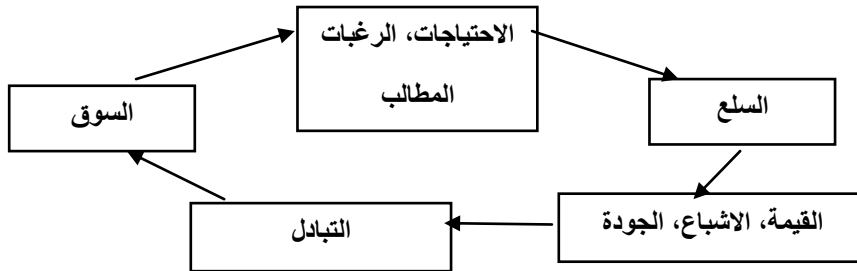 الاحتياجات، الرغبات
المطالب
السلع
السوق
القيمة، الاشباع، الجودة
التبادل